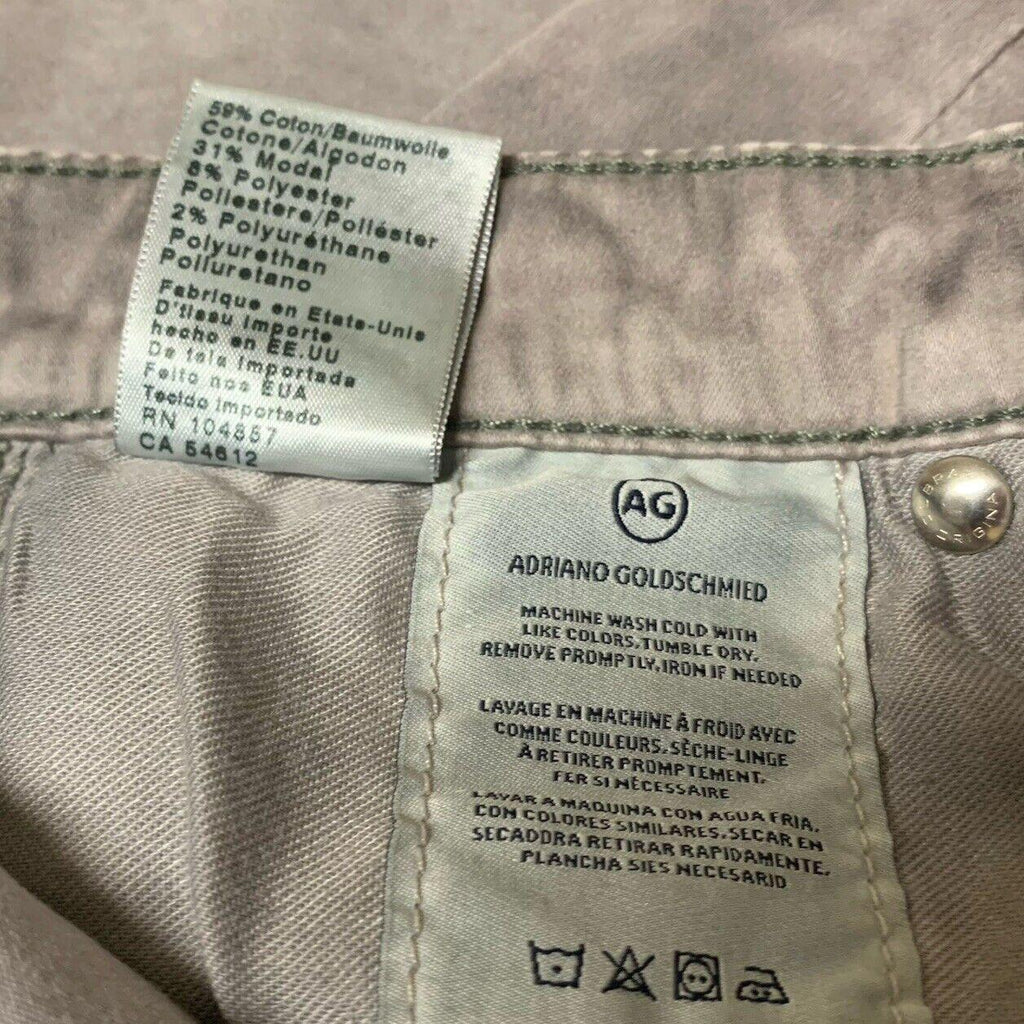 59% Coton/Baumwolle
Cotone/Algodon
31% Modal
8% Polyester
Poliestere/Poliéster
2% Polyuréthane
Polyurethan
Poliuretano
Fabrique en Etats-Unis
D'tissu importe
hecho en EE.UU
De tela importada
Feito nos EUA
Tecido importado
RN 104857
CA 54612
AG
ADRIANO GOLDSCHMIED
MACHINE WASH COLD WITH
LIKE COLORS, TUMBLE DRY.
REMOVE PROMPTLY, IRON IF NEEDED
LAVAGE EN MACHINE À FROID AVEC
COMME COULEURS. SÈCHE-LINGE
À RETIRER PROMPTEMENT.
FER SI NÉCESSAIRE
LAVAR A MAQUINA CON AGUA FRIA.
CON COLORES SIMILARES. SECAR EN
SECADORA RETIRAR RAPIDAMENTE.
PLANCHA SIES NECESARIO